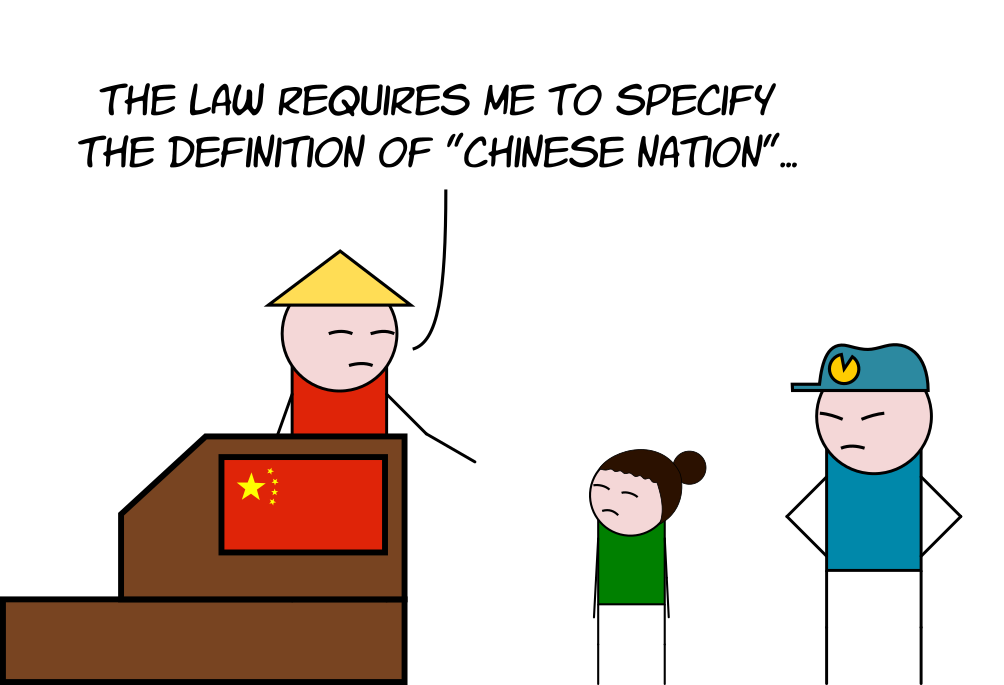 THE LAW REQUIRES ME TO SPECIFY
THE DEFINITION OF "CHINESE NATION"...